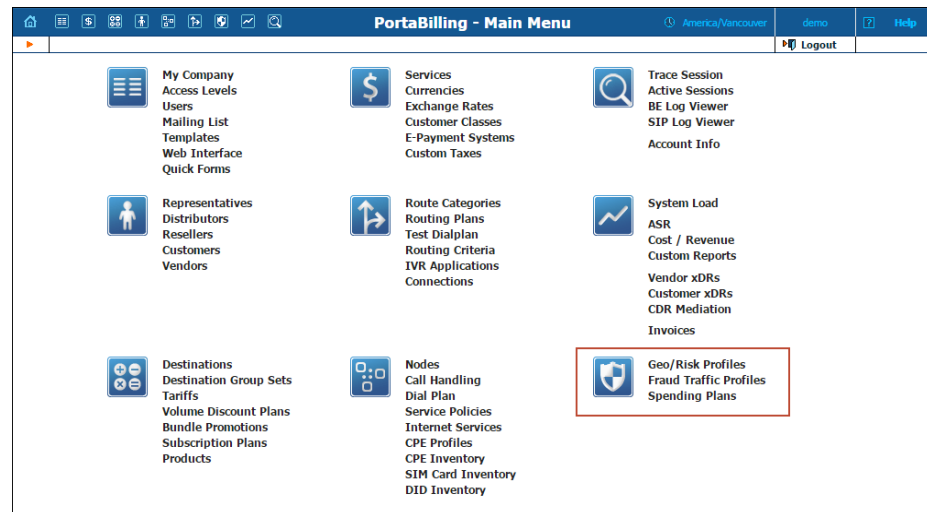 PortaBilling - Main Menu
America/Vancouver
demo
? Help
Logout
My Company
Access Levels
Users
Mailing List
Templates
Web Interface
Quick Forms
Services
Currencies
Exchange Rates
Customer Classes
E-Payment Systems
Custom Taxes
Trace Session
Active Sessions
BE Log Viewer
SIP Log Viewer
Account Info
Representatives
Distributors
Resellers
Customers
Vendors
Route Categories
Routing Plans
Test Dialplan
Routing Criteria
IVR Applications
Connections
System Load
ASR
Cost / Revenue
Custom Reports
Vendor xDRs
Customer xDRs
CDR Mediation
Invoices
Destinations
Destination Group Sets
Tariffs
Volume Discount Plans
Bundle Promotions
Subscription Plans
Products
Nodes
Call Handling
Dial Plan
Service Policies
Internet Services
CPE Profiles
CPE Inventory
SIM Card Inventory
DID Inventory
Geo/Risk Profiles
Fraud Traffic Profiles
Spending Plans